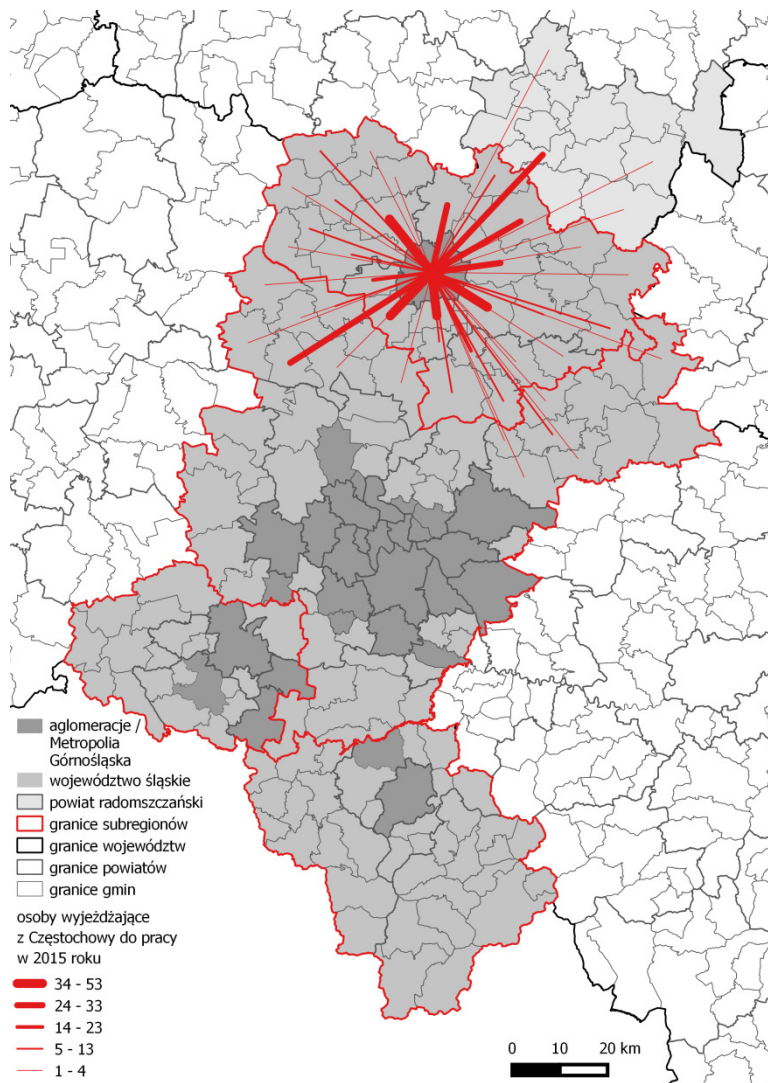 aglomeracje /
Metropolia
Górnośląska
województwo śląskie
powiat radomszczański
granice subregionów
granice województw
granice powiatów
granice gmin
osoby wyjeżdżające
z Częstochowy do pracy
w 2015 roku
34 - 53
24 - 33
14 - 23
5 - 13
1 - 4
0 10 20 km